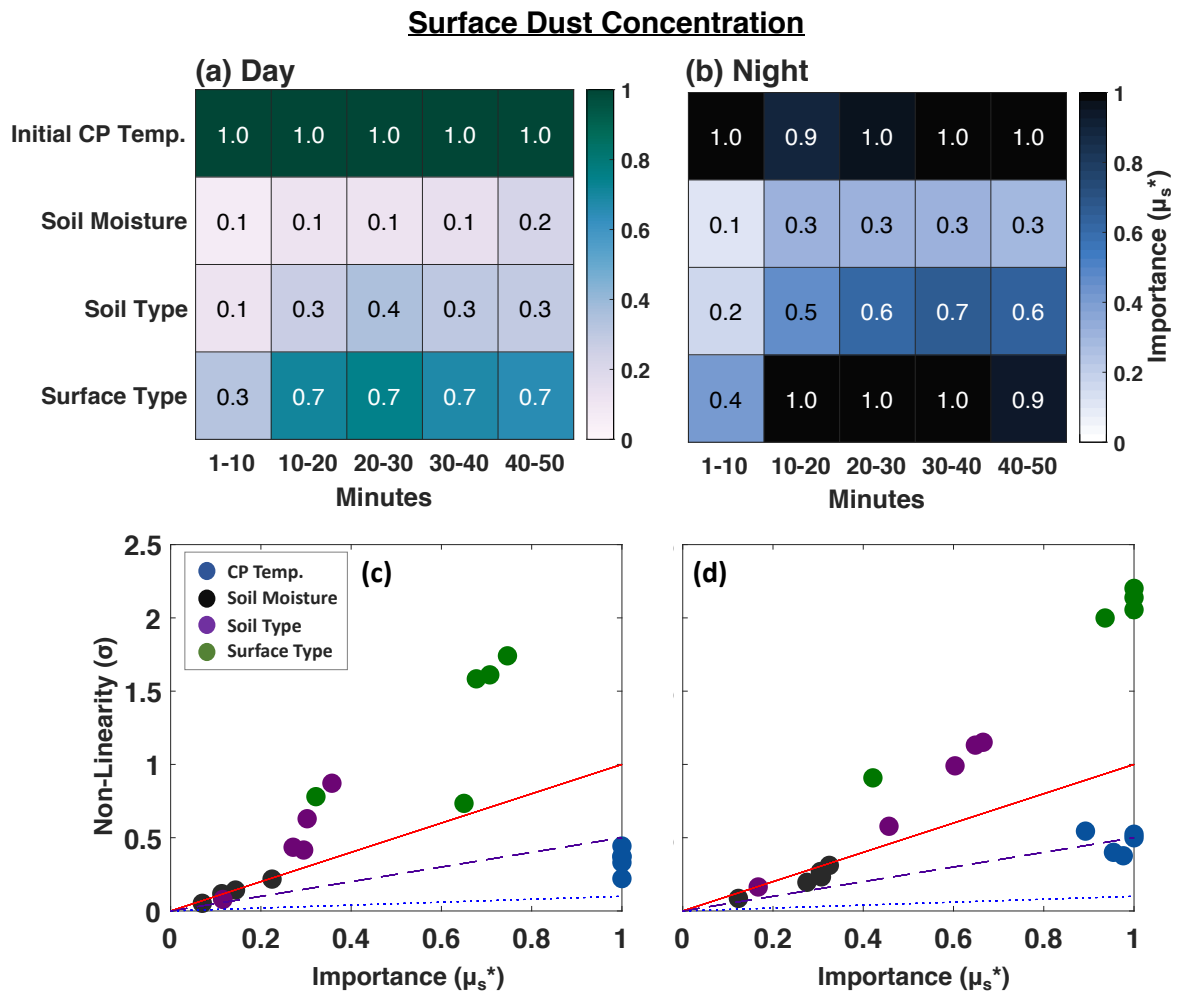 Surface Dust Concentration
(a) Day
(b) Night
Initial CP Temp.
1.0 1.0 1.0 1.0 1.0
Soil Moisture
0.1 0.1 0.1 0.1 0.2
Soil Type
0.1 0.3 0.4 0.3 0.3
Surface Type
0.3 0.7 0.7 0.7 0.7
1-10 10-20 20-30 30-40 40-50
Minutes
1
0.8
0.6
0.4
0.2
0
1.0 0.9 1.0 1.0 1.0
0.1 0.3 0.3 0.3 0.3
0.2 0.5 0.6 0.7 0.6
0.4 1.0 1.0 1.0 0.9
1-10 10-20 20-30 30-40 40-50
Minutes
1
0.8
0.6
0.4
0.2
0
Importance (μs*)
2.5
2
1.5
1
0.5
0
Non-Linearity (σ)
CP Temp.
Soil Moisture
Soil Type
Surface Type
(c)
0 0.2 0.4 0.6 0.8 1
Importance (μs*)
(d)
0 0.2 0.4 0.6 0.8 1
Importance (μs*)